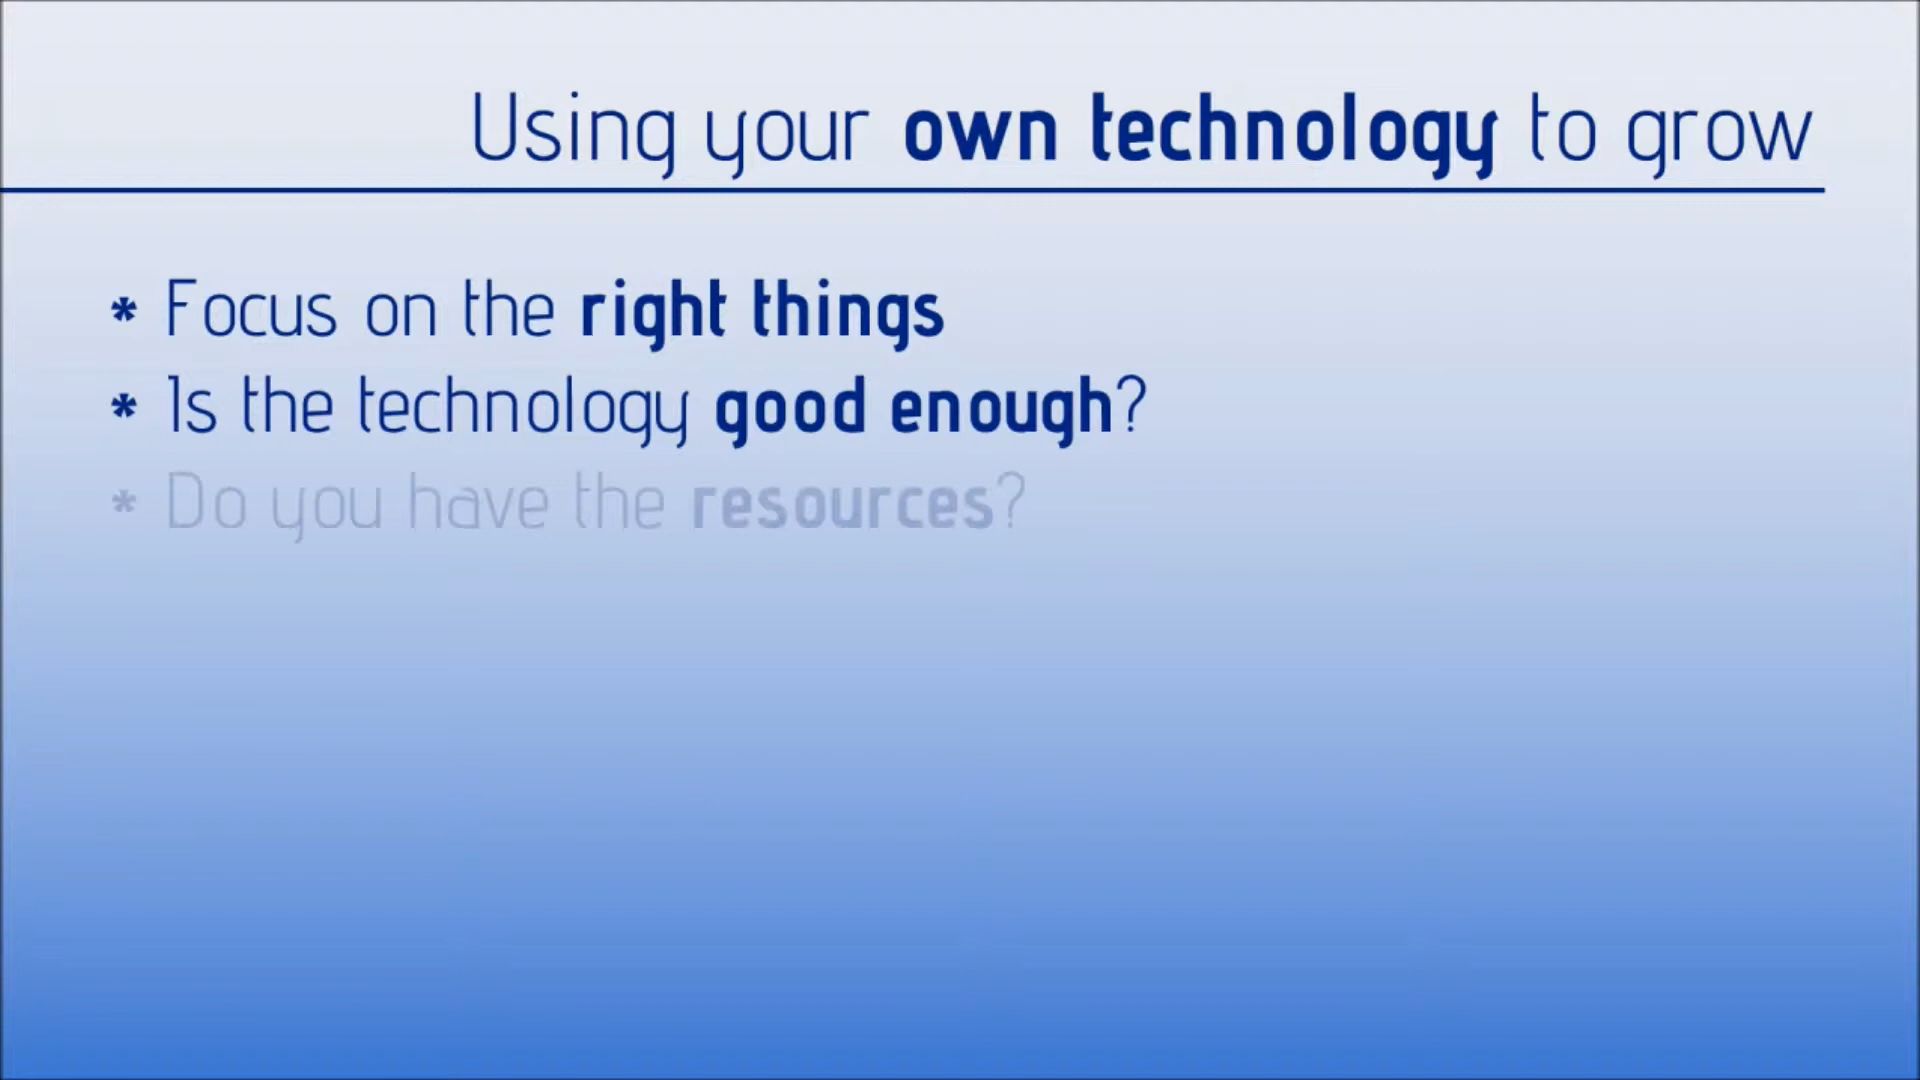 Using your own technology to grow
* Focus on the right things
* Is the technology good enough?
* Do you have the resources?